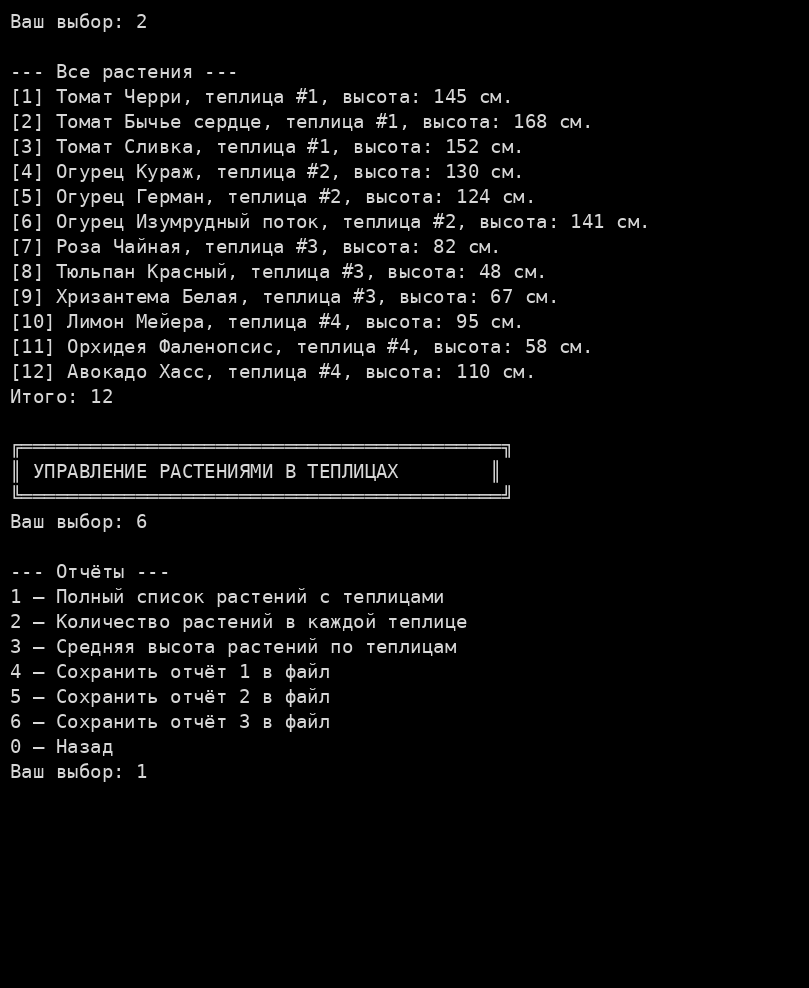 Ваш выбор: 2
--- Все растения ---
[1] Томат Черри, теплица #1, высота: 145 см.
[2] Томат Бычье сердце, теплица #1, высота: 168 см.
[3] Томат Сливка, теплица #1, высота: 152 см.
[4] Огурец Кураж, теплица #2, высота: 130 см.
[5] Огурец Герман, теплица #2, высота: 124 см.
[6] Огурец Изумрудный поток, теплица #2, высота: 141 см.
[7] Роза Чайная, теплица #3, высота: 82 см.
[8] Тюльпан Красный, теплица #3, высота: 48 см.
[9] Хризантема Белая, теплица #3, высота: 67 см.
[10] Лимон Мейера, теплица #4, высота: 95 см.
[11] Орхидея Фаленопсис, теплица #4, высота: 58 см.
[12] Авокадо Хасс, теплица #4, высота: 110 см.
Итого: 12
УПРАВЛЕНИЕ РАСТЕНИЯМИ В ТЕПЛИЦАХ
Ваш выбор: 6
--- Отчёты ---
1 — Полный список растений с теплицами
2 — Количество растений в каждой теплице
3 — Средняя высота растений по теплицам
4 — Сохранить отчёт 1 в файл
5 — Сохранить отчёт 2 в файл
6 — Сохранить отчёт 3 в файл
0 — Назад
Ваш выбор: 1